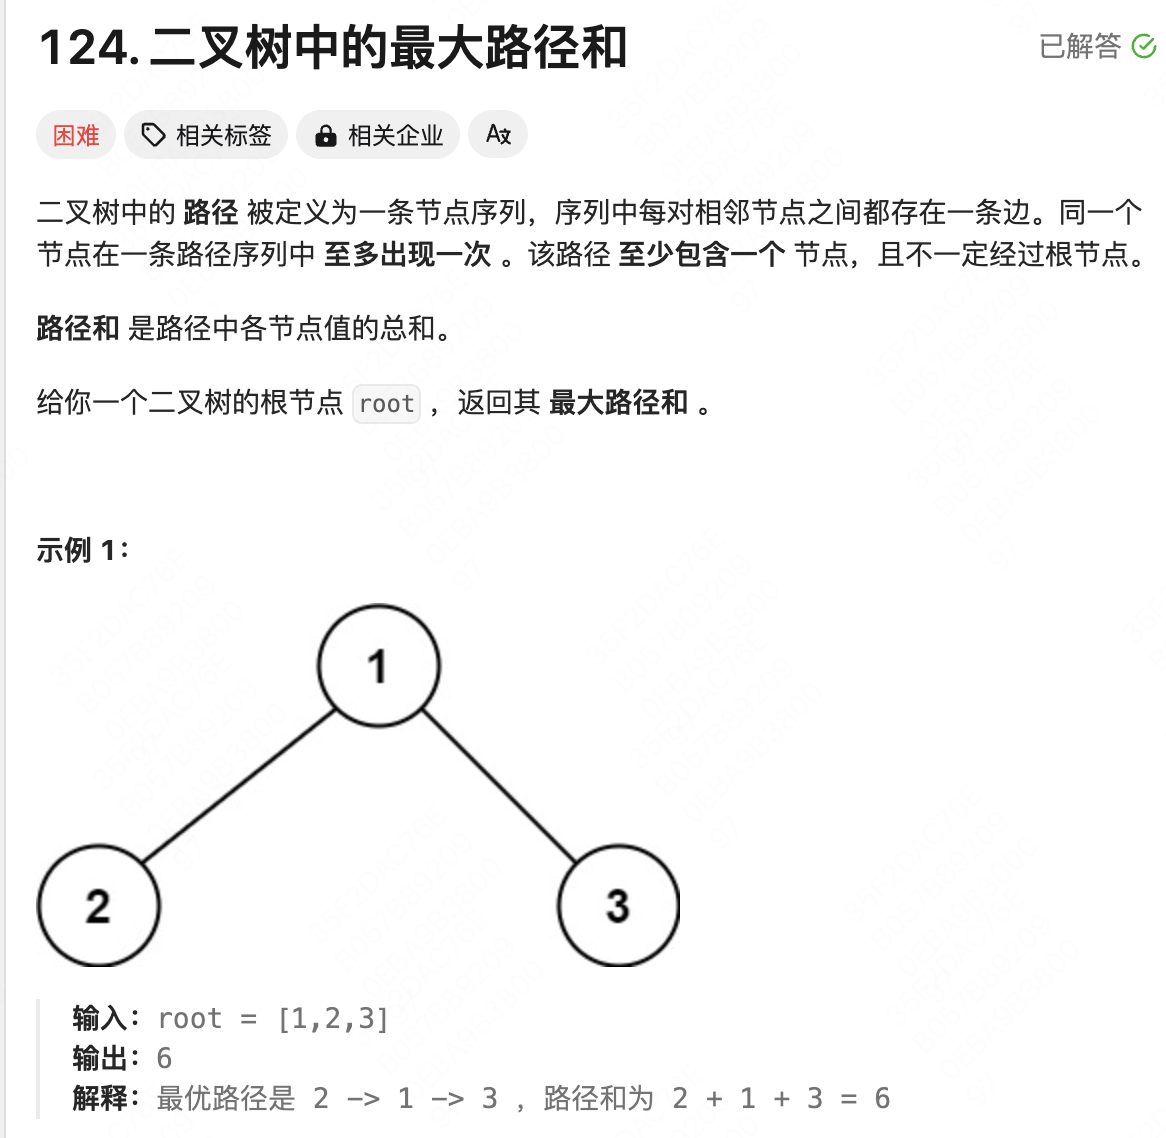 124. 二叉树中的最大路径和
已解答
困难 相关标签 相关企业
二叉树中的 路径 被定义为一条节点序列，序列中每对相邻节点之间都存在一条边。同一个
节点在一条路径序列中 至多出现一次 。该路径 至少包含一个 节点，且不一定经过根节点。
路径和 是路径中各节点值的总和。
给你一个二叉树的根节点 root ，返回其 最大路径和 。
示例 1：
1
2 3
输入：root = [1,2,3]
输出：6
解释：最优路径是 2 -> 1 -> 3 ，路径和为 2 + 1 + 3 = 6